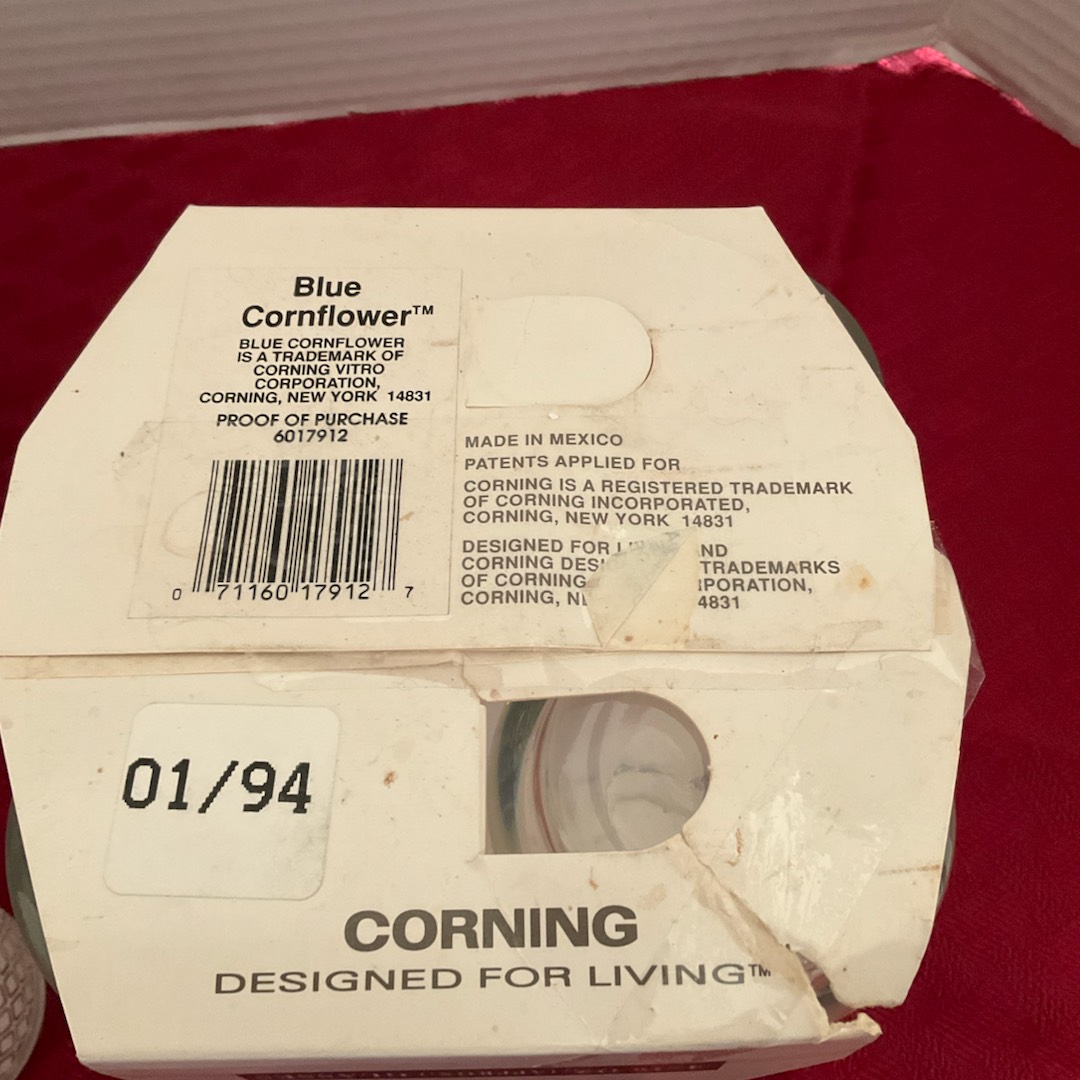 Blue
Cornflower™
BLUE CORNFLOWER
IS A TRADEMARK OF
CORNING VITRO
CORPORATION,
CORNING, NEW YORK 14831
PROOF OF PURCHASE
6017912
0 71160 17912 7
MADE IN MEXICO
PATENTS APPLIED FOR
CORNING IS A REGISTERED TRADEMARK
OF CORNING INCORPORATED,
CORNING, NEW YORK 14831
DESIGNED FOR
CORNING TRADEMARKS
OF CORNING
CORNING,
01/94
CORNING
DESIGNED FOR LIVING™